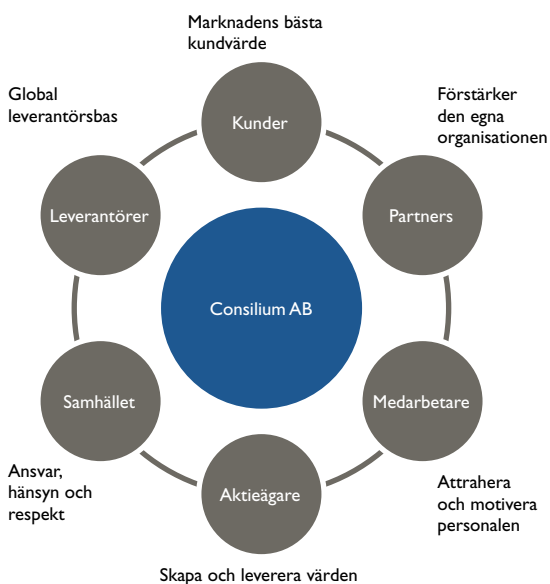 Marknadens bästa
kundvärde
Kunder
Förstärker
den egna
organisationen
Partners
Medarbetare
Attrahera
och motivera
personalen
Aktieägare
Skapa och leverera värden
Samhället
Ansvar,
hänsyn och
respekt
Leverantörer
Global
leverantörsbas
Consilium AB